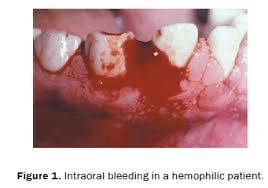 Figure 1. Intraoral bleeding in a hemophilic patient.